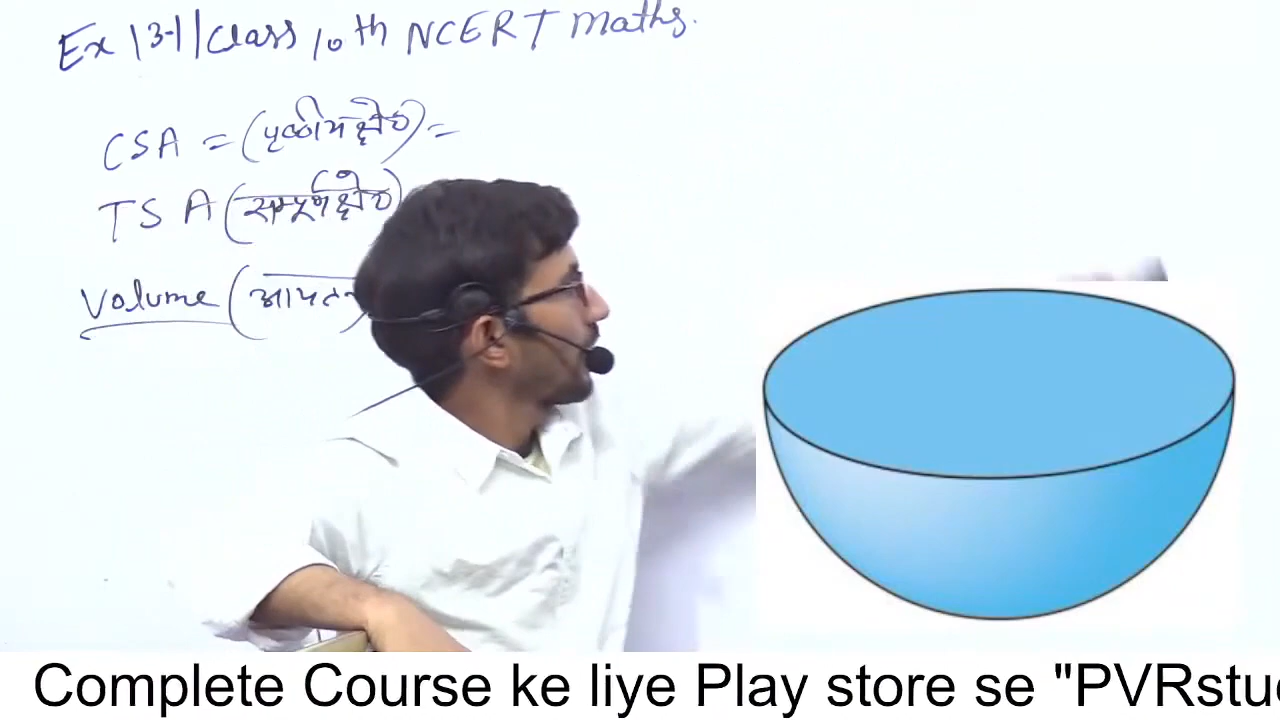 Ex 13.1 | Class 10th NCERT Maths.
CSA = (पृष्ठीय क्षेत्र) =
TSA (सम्पूर्ण क्षेत्र)
Volume (आयतन)
Complete Course ke liye Play store se "PVRstu